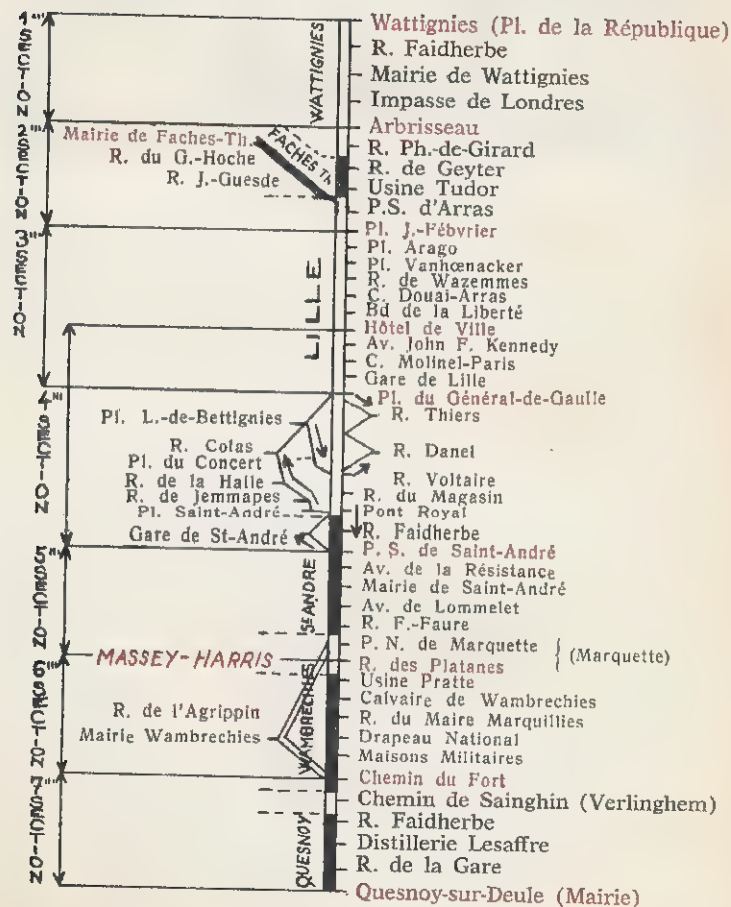 1ère SECTION
2ème SECTION
3ème SECTION
4ème SECTION
5ème SECTION
6ème SECTION
7ème SECTION
WATTIGNIES
FACHES Th
LILLE
St ANDRE
WAMBRECHIES
QUESNOY
Mairie de Faches-Th.
R. du G.-Hoche
R. J.-Guesde
Pl. L.-de-Bettignies
R. Colas
Pl. du Concert
R. de la Halle
R. de Jemmapes
Pl. Saint-André
Gare de St-André
MASSEY-HARRIS
R. de l'Agrippin
Mairie Wambrechies
Wattignies (Pl. de la République)
R. Faidherbe
Mairie de Wattignies
Impasse de Londres
Arbrisseau
R. Ph.-de-Girard
R. de Geyter
Usine Tudor
P.S. d'Arras
Pl. J.-Fébvrier
Pl. Arago
Pl. Vanhœnacker
R. de Wazemmes
C. Douai-Arras
Bd de la Liberté
Hôtel de Ville
Av. John F. Kennedy
C. Molinel-Paris
Gare de Lille
Pl. du Général-de-Gaulle
R. Thiers
R. Danel
R. Voltaire
R. du Magasin
Pont Royal
R. Faidherbe
P. S. de Saint-André
Av. de la Résistance
Mairie de Saint-André
Av. de Lommelet
R. F.-Faure
P. N. de Marquette
R. des Platanes
(Marquette)
Usine Pratte
Calvaire de Wambrechies
R. du Maire Marquillies
Drapeau National
Maisons Militaires
Chemin du Fort
Chemin de Sainghin (Verlinghem)
R. Faidherbe
Distillerie Lesaffre
R. de la Gare
Quesnoy-sur-Deule (Mairie)